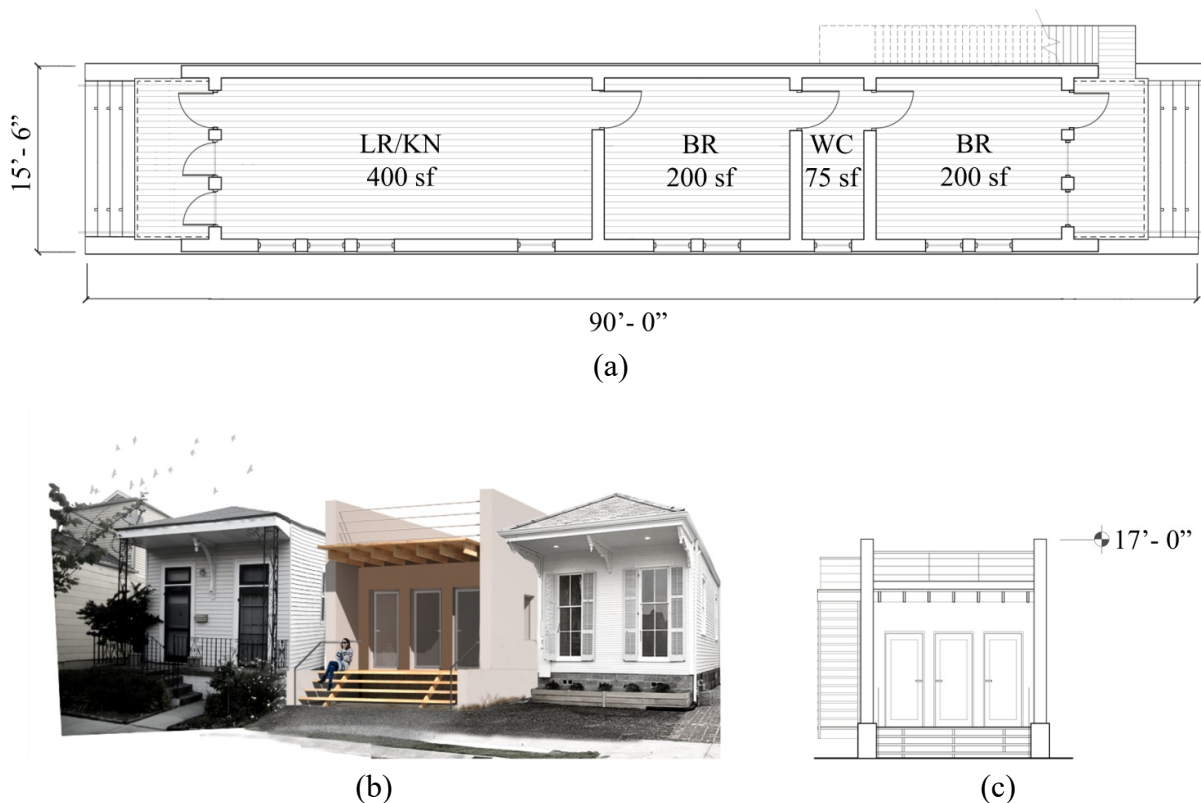 15’- 6”
LR/KN
400 sf
BR
200 sf
WC
75 sf
BR
200 sf
90’- 0”
(a)
17’- 0”
(b)
(c)